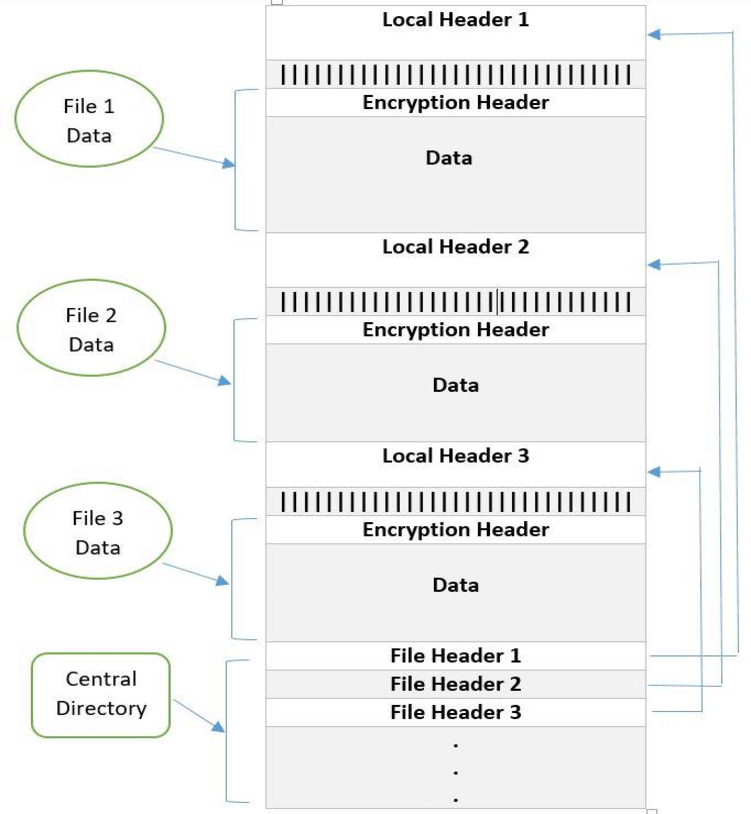 Local Header 1
File 1
Data
Encryption Header
Data
Local Header 2
File 2
Data
Encryption Header
Data
Local Header 3
File 3
Data
Encryption Header
Data
Central
Directory
File Header 1
File Header 2
File Header 3
.
.
.